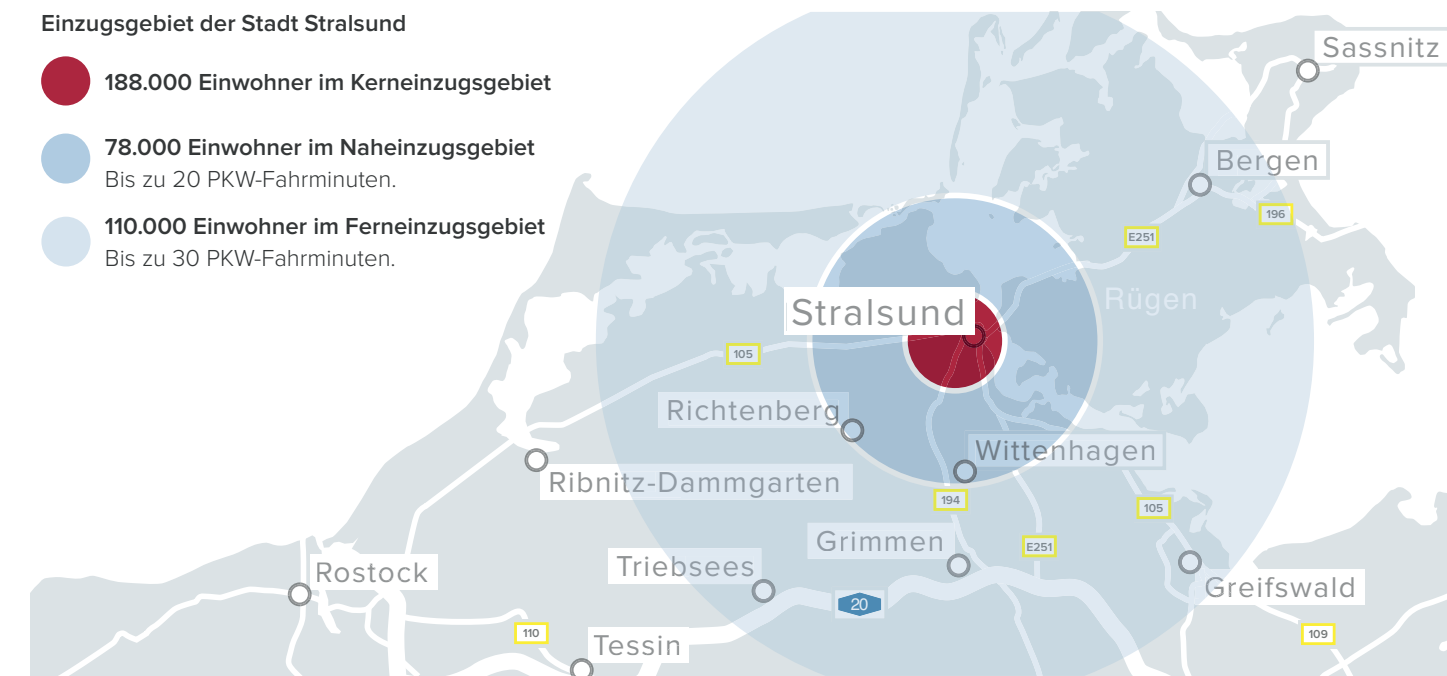 Einzugsgebiet der Stadt Stralsund
188.000 Einwohner im Kerneinzugsgebiet
78.000 Einwohner im Naheinzugsgebiet
Bis zu 20 PKW-Fahrminuten.
110.000 Einwohner im Ferneinzugsgebiet
Bis zu 30 PKW-Fahrminuten.
Sassnitz
Bergen
196
E251
Rügen
Stralsund
105
Richtenberg
Wittenhagen
Ribnitz-Dammgarten
194
105
Grimmen
E251
Triebsees
Rostock
Greifswald
20
110
109
Tessin